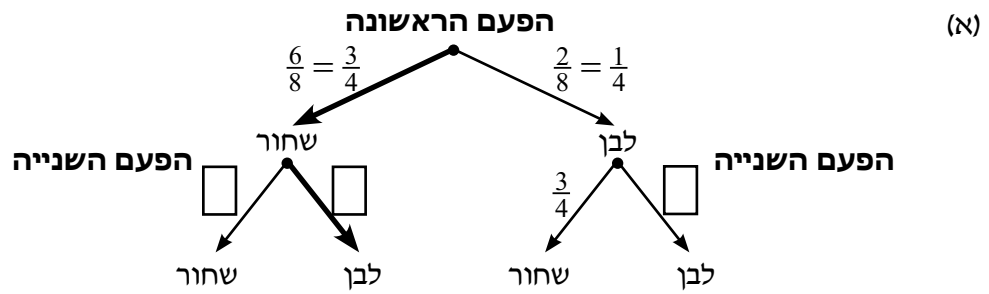 (א)
הפעם הראשונה
6/8 = 3/4
2/8 = 1/4
שחור
לבן
הפעם השנייה
הפעם השנייה
3/4
שחור
לבן
שחור
לבן